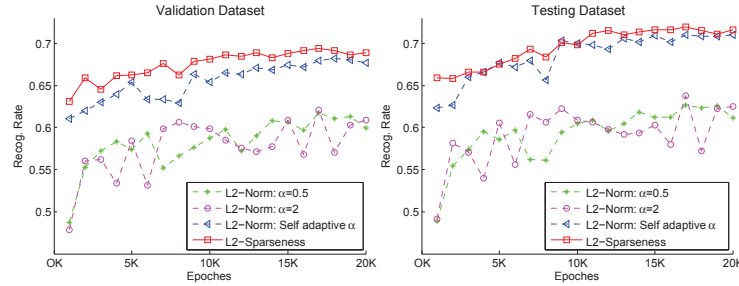 Validation Dataset
Recog. Rate
0.7
0.65
0.6
0.55
0.5
L2-Norm: α=0.5
L2-Norm: α=2
L2-Norm: Self adaptive α
L2-Sparseness
OK 5K 10K 15K 20K
Epoches
Testing Dataset
Recog. Rate
0.7
0.65
0.6
0.55
0.5
L2-Norm: α=0.5
L2-Norm: α=2
L2-Norm: Self adaptive α
L2-Sparseness
OK 5K 10K 15K 20K
Epoches